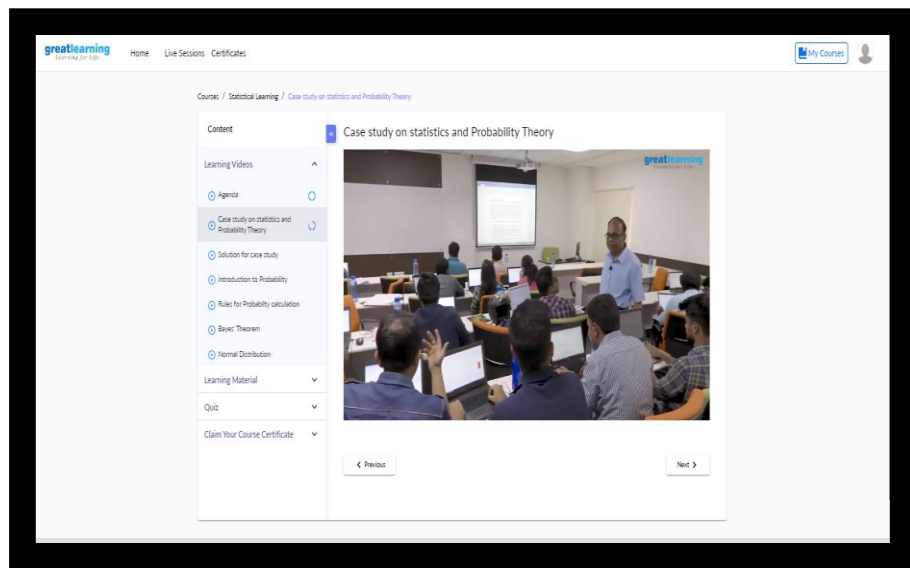 greatlearning
Learning for Life
Home Live Sessions Certificates
My Courses
Courses / Statistical Learning / Case study on statistics and Probability Theory
Content
«
Case study on statistics and Probability Theory
Learning Videos
Agenda
Case study on statistics and
Probability Theory
Solution for case study
Introduction to Probability
Rules for Probabilty calculation
Bayes' Theorem
Normal Distribution
Learning Material
Quiz
Claim Your Course Certificate
greatlearning
Learning for Life
Previous
Next